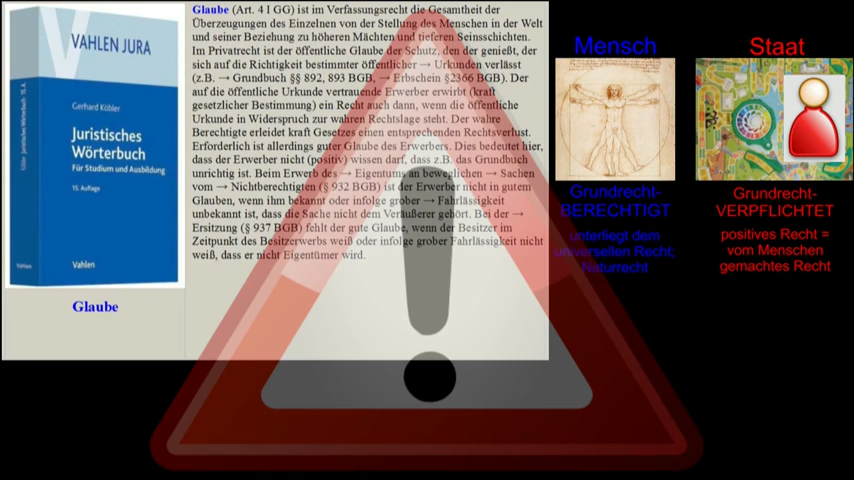 VAHLEN JURA
Gerhard Köbler
Juristisches
Wörterbuch
Für Studium und Ausbildung
15. Auflage
Vahlen
Vahlen
Glaube
Glaube (Art. 4 I GG) ist im Verfassungsrecht die Gesamtheit der
Überzeugungen des Einzelnen von der Stellung des Menschen in der Welt
und seiner Beziehung zu höheren Mächten und tieferen Seinsschichten.
Im Privatrecht ist der öffentliche Glaube der Schutz, den der genießt, der
sich auf die Richtigkeit bestimmter öffentlicher → Urkunden verlässt
(z.B. → Grundbuch §§ 892, 893 BGB, → Erbschein §2366 BGB). Der
auf die öffentliche Urkunde vertrauende Erwerber erwirbt (kraft
gesetzlicher Bestimmung) ein Recht auch dann, wenn die öffentliche
Urkunde in Widerspruch zur wahren Rechtslage steht. Der wahre
Berechtigte erleidet kraft Gesetzes einen entsprechenden Rechtsverlust.
Erforderlich ist allerdings guter Glaube des Erwerbers. Dies bedeutet hier,
dass der Erwerber nicht (positiv) wissen darf, dass z.B. das Grundbuch
unrichtig ist. Beim Erwerb des → Eigentums an beweglichen → Sachen
vom → Nichtberechtigten (§ 932 BGB) ist der Erwerber nicht in gutem
Glauben, wenn ihm bekannt oder infolge grober → Fahrlässigkeit
unbekannt ist, dass die Sache nicht dem Veräußerer gehört. Bei der →
Ersitzung (§ 937 BGB) fehlt der gute Glaube, wenn der Besitzer im
Zeitpunkt des Besitzerwerbs weiß oder infolge grober Fahrlässigkeit nicht
weiß, dass er nicht Eigentümer wird.
Mensch
Grundrecht-
BERECHTIGT
unterliegt dem
universellen Recht;
Naturrecht
Staat
Grundrecht-
VERPFLICHTET
positives Recht =
vom Menschen
gemachtes Recht